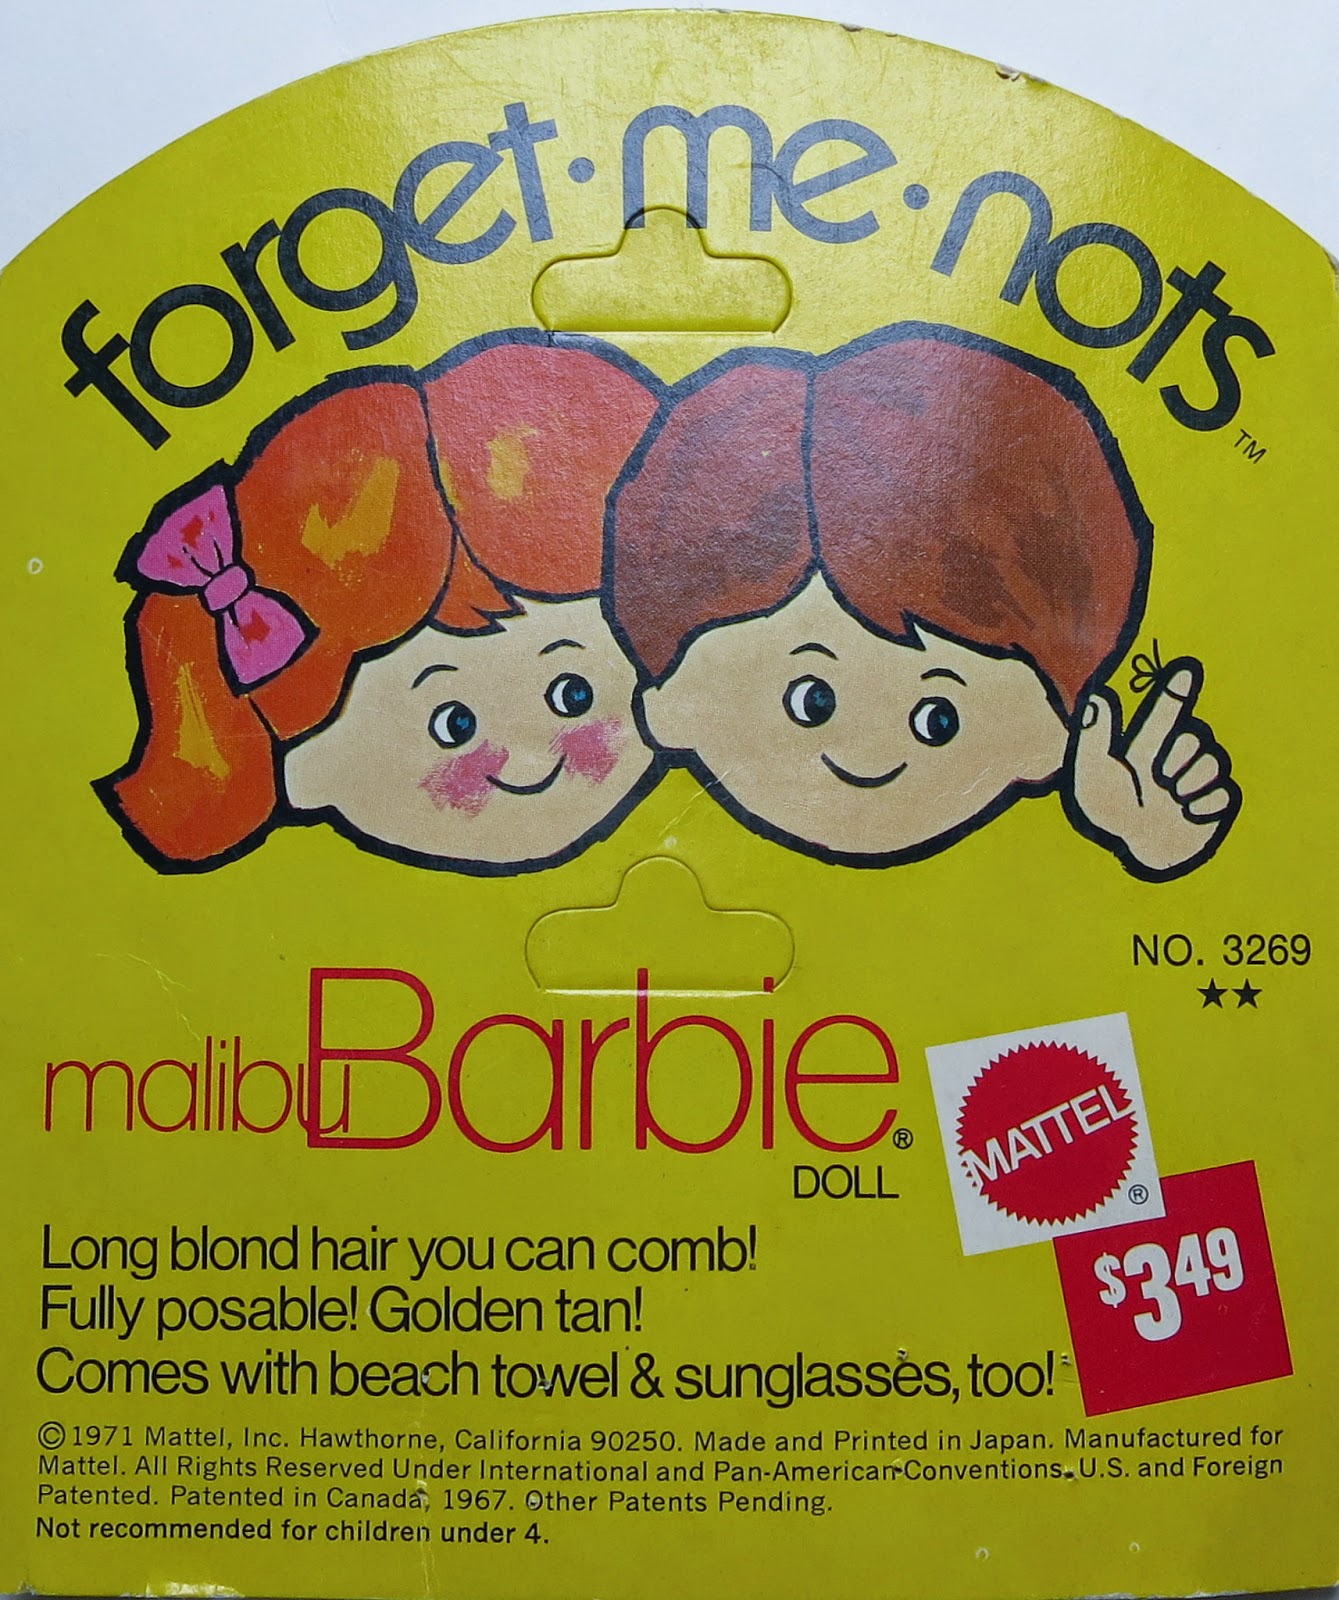 forget·me·nots™
NO. 3269
★★
malibu Barbie®
DOLL
MATTEL®
$3.49
Long blond hair you can comb!
Fully posable! Golden tan!
Comes with beach towel & sunglasses, too!
©1971 Mattel, Inc. Hawthorne, California 90250. Made and Printed in Japan. Manufactured for
Mattel. All Rights Reserved Under International and Pan-American Conventions. U.S. and Foreign
Patented. Patented in Canada, 1967. Other Patents Pending.
Not recommended for children under 4.